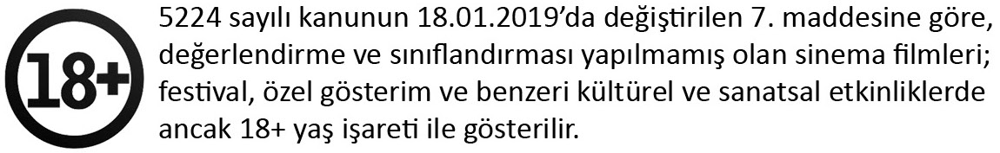 18+
5224 sayılı kanunun 18.01.2019’da değiştirilen 7. maddesine göre,
değerlendirme ve sınıflandırması yapılmamış olan sinema filmleri;
festival, özel gösterim ve benzeri kültürel ve sanatsal etkinliklerde
ancak 18+ yaş işareti ile gösterilir.